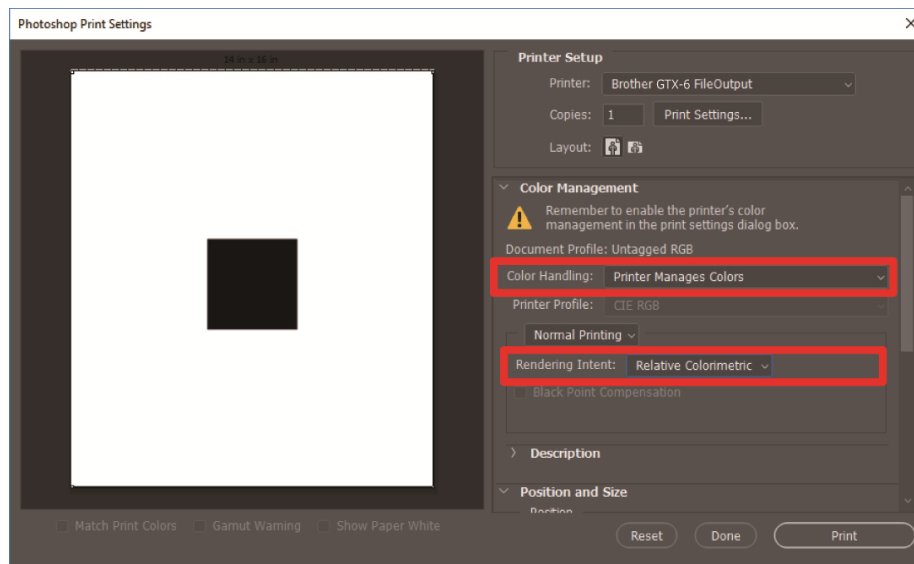 Photoshop Print Settings
14 in x 16 in
Printer Setup
Printer: Brother GTX-6 FileOutput
Copies: 1 Print Settings...
Layout:
Color Management
Remember to enable the printer's color
management in the print settings dialog box.
Document Profile: Untagged RGB
Color Handling: Printer Manages Colors
Printer Profile: CIE RGB
Normal Printing
Rendering Intent: Relative Colorimetric
Black Point Compensation
Description
Position and Size
Position
Match Print Colors Gamut Warning Show Paper White
Reset Done Print